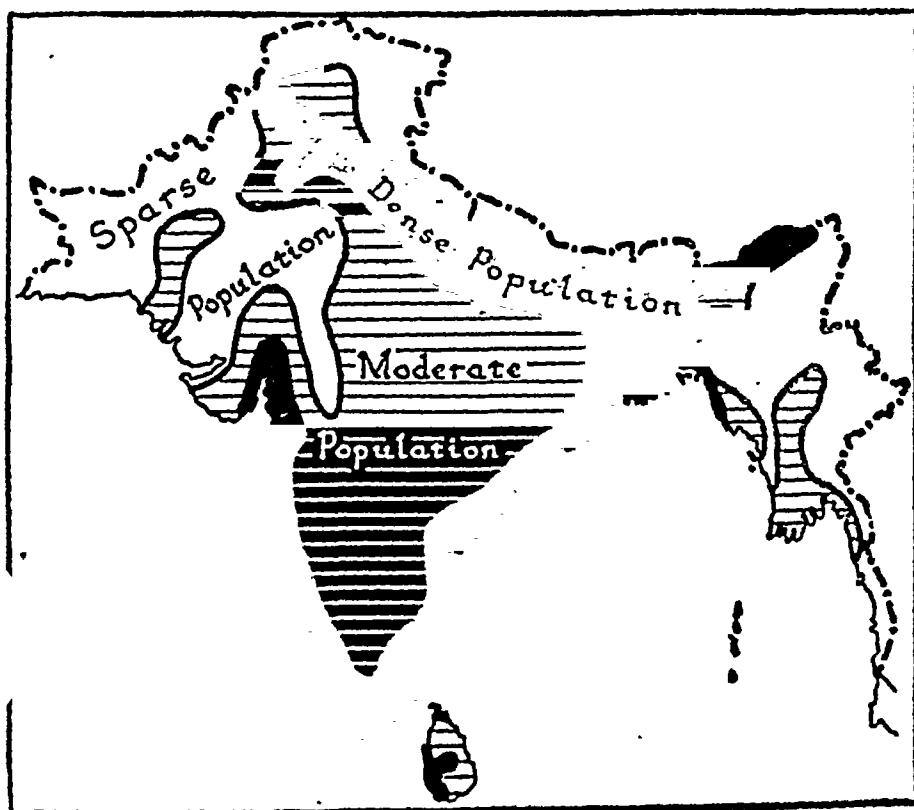 Sparse
Population
Dense Population
Moderate
Population